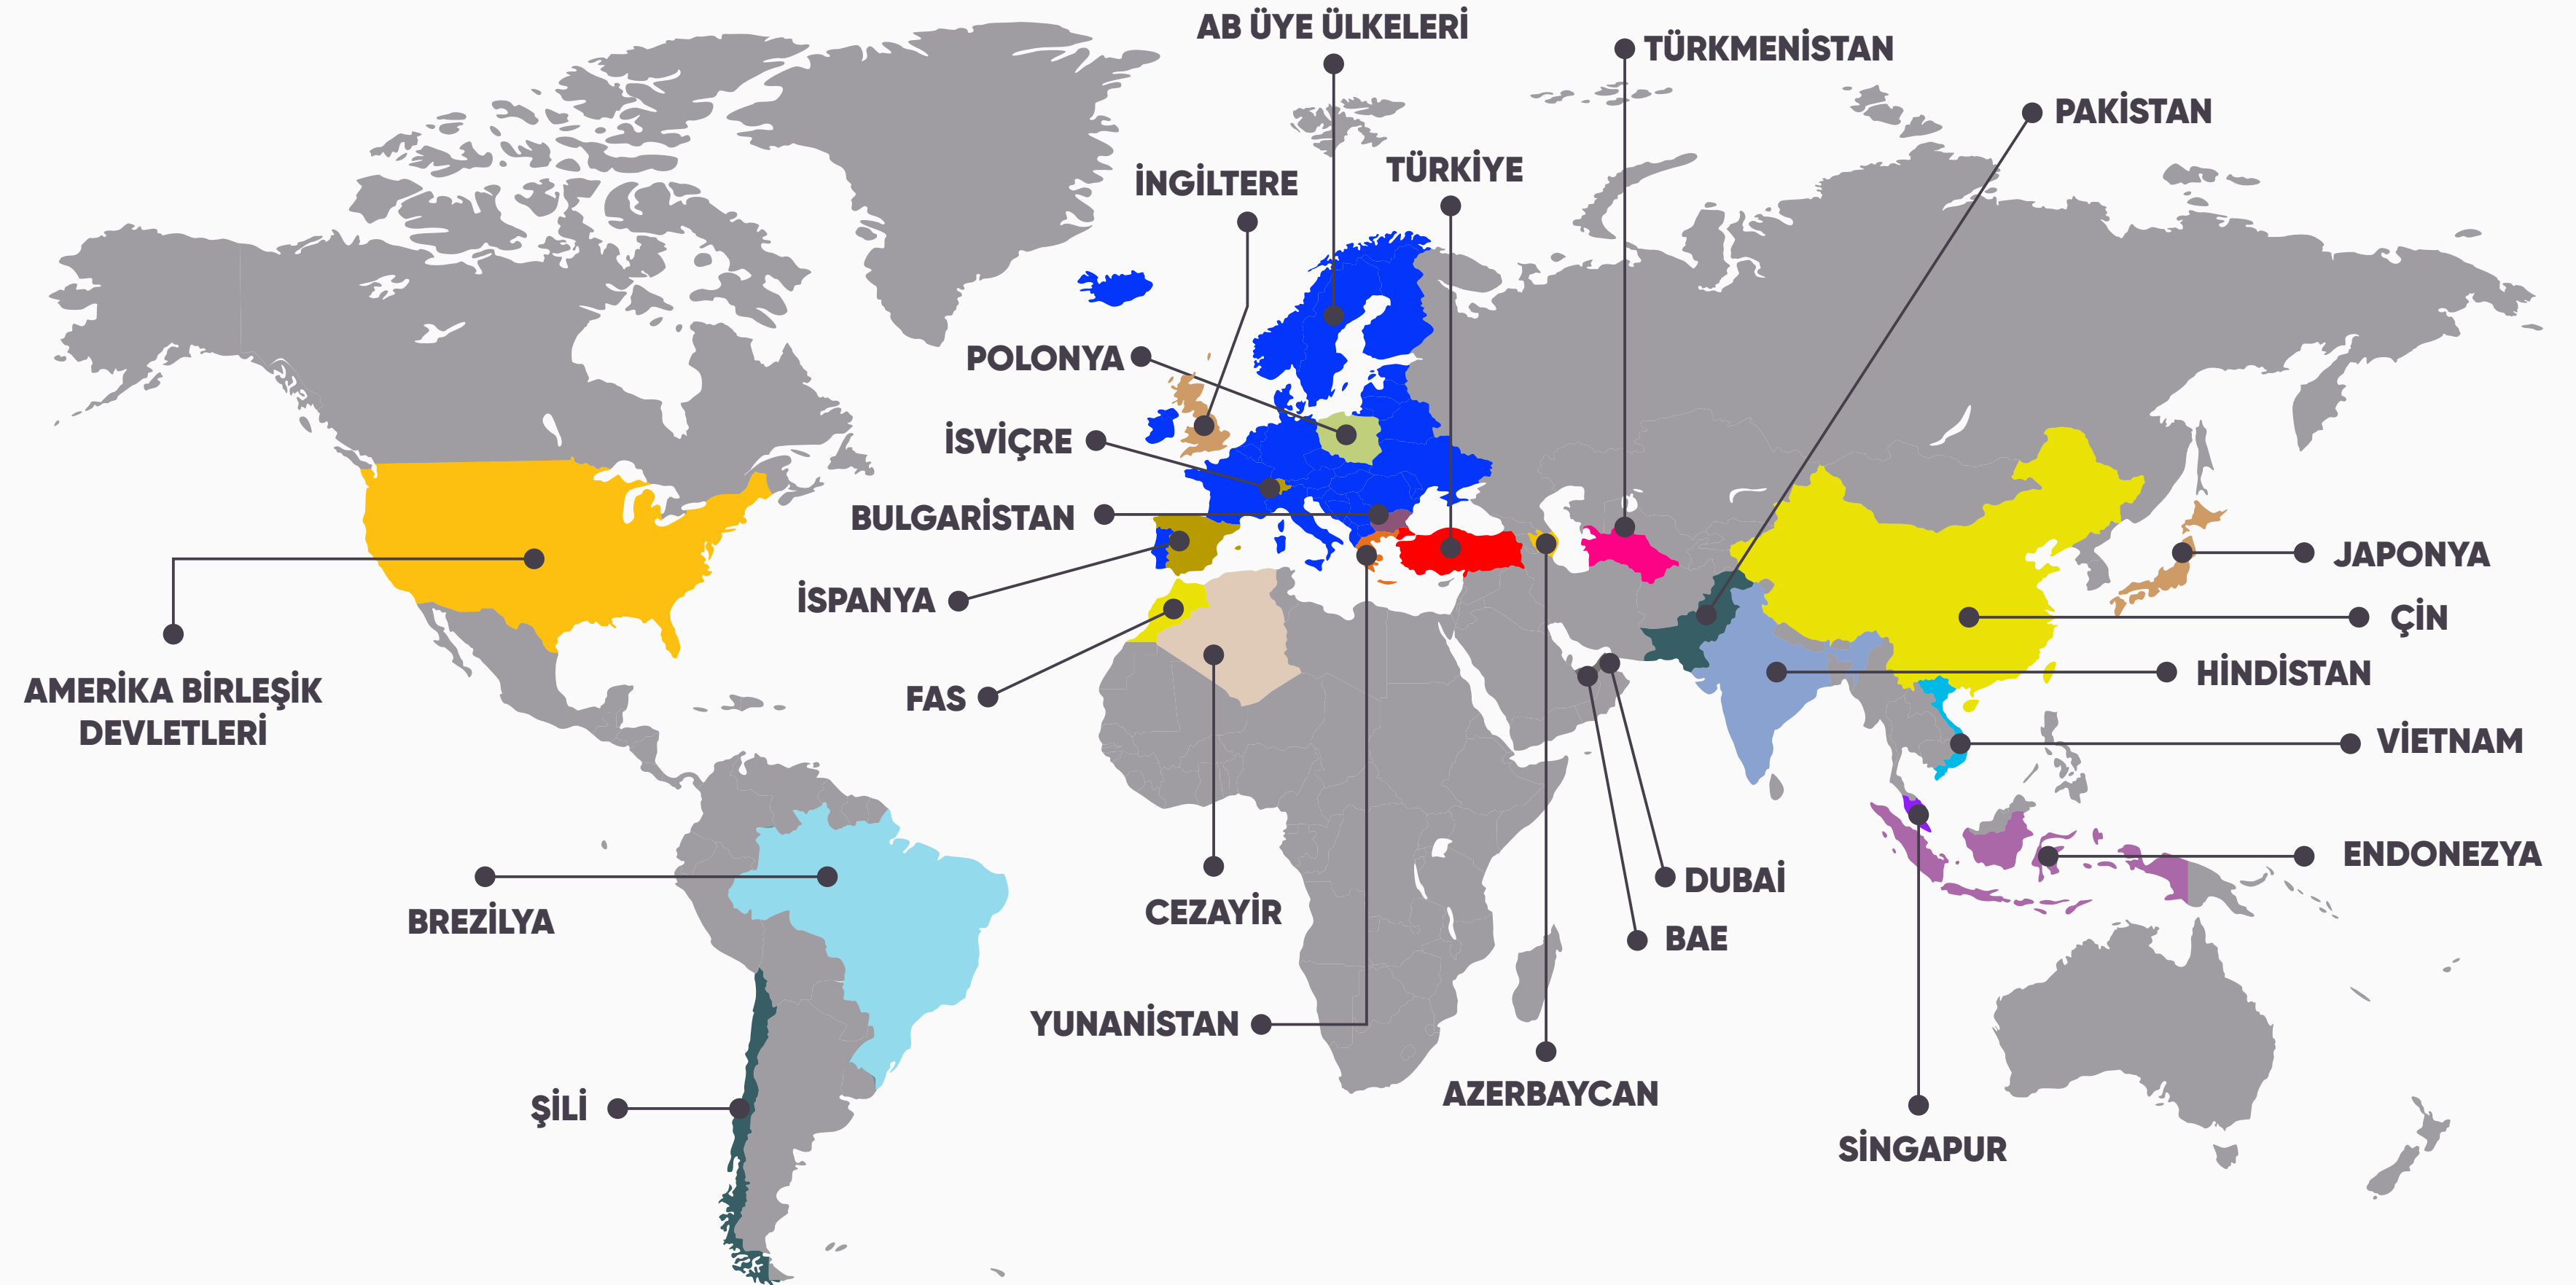 AB ÜYE ÜLKELERİ
TÜRKMENİSTAN
PAKİSTAN
İNGİLTERE
TÜRKİYE
POLONYA
İSVİÇRE
BULGARİSTAN
JAPONYA
İSPANYA
ÇİN
AMERİKA BİRLEŞİK
DEVLETLERİ
FAS
HİNDİSTAN
VİETNAM
ENDONEZYA
BREZİLYA
CEZAYİR
DUBAİ
BAE
YUNANİSTAN
AZERBAYCAN
ŞİLİ
SİNGAPUR